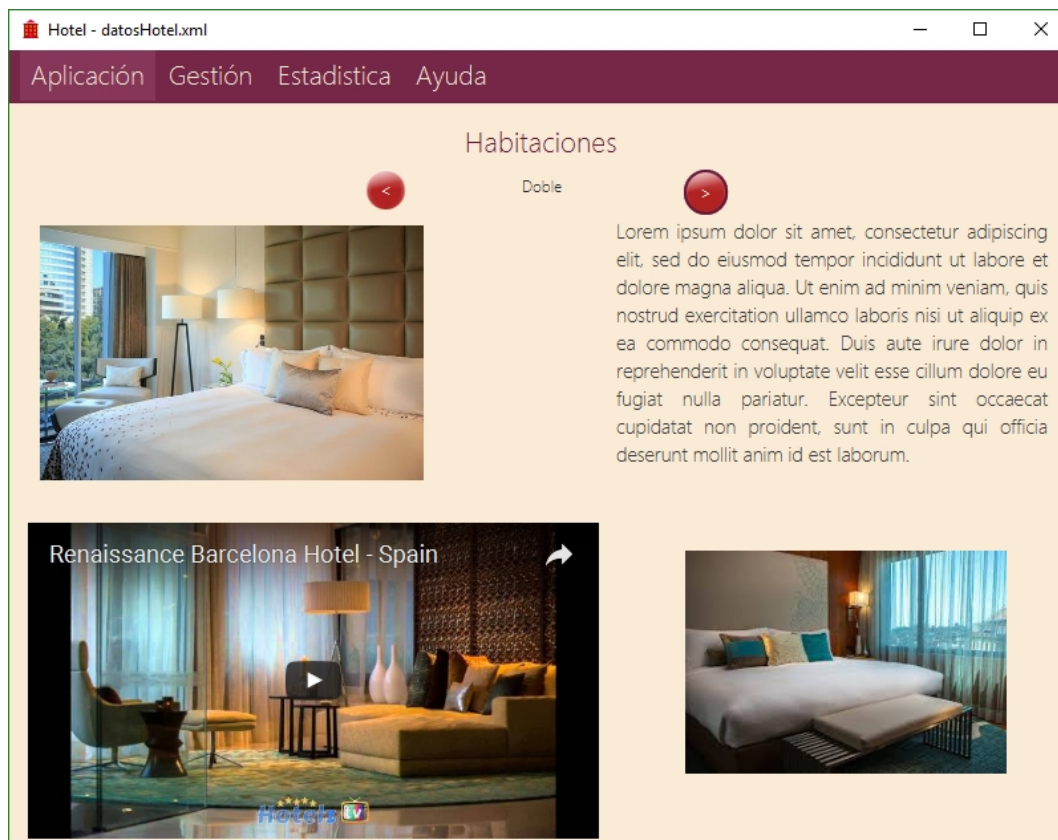 Hotel - datosHotel.xml
Aplicación Gestión Estadistica Ayuda
Habitaciones
< Doble >
Lorem ipsum dolor sit amet, consectetur adipiscing
elit, sed do eiusmod tempor incididunt ut labore et
dolore magna aliqua. Ut enim ad minim veniam, quis
nostrud exercitation ullamco laboris nisi ut aliquip ex
ea commodo consequat. Duis aute irure dolor in
reprehenderit in voluptate velit esse cillum dolore eu
fugiat nulla pariatur. Excepteur sint occaecat
cupidatat non proident, sunt in culpa qui officia
deserunt mollit anim id est laborum.
Renaissance Barcelona Hotel - Spain
Hotels TV